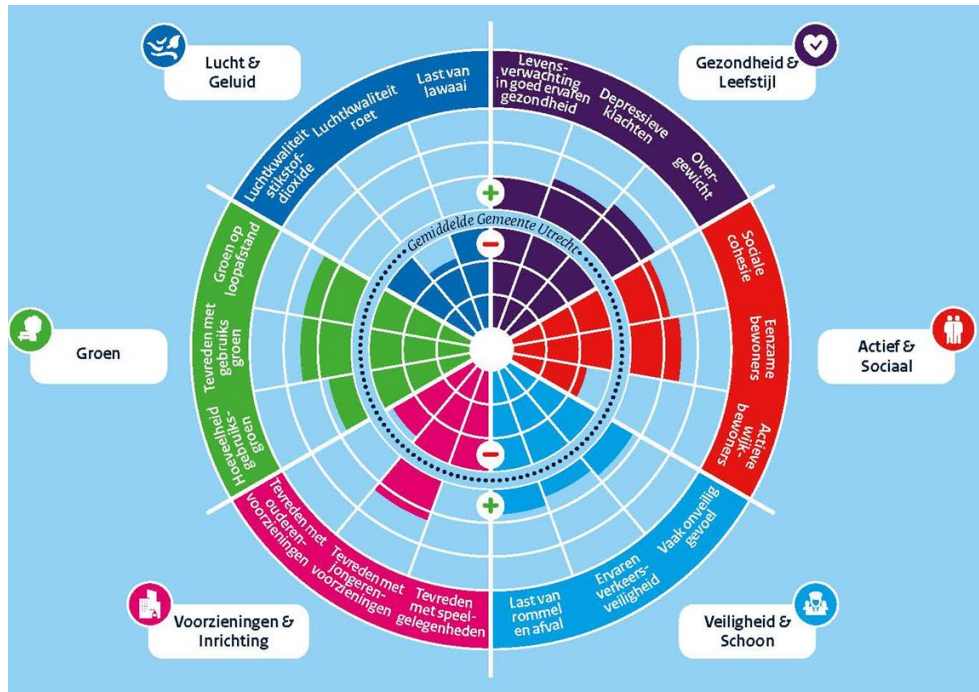 Lucht &
Geluid
Gezondheid &
Leefstijl
Last van
lawaai
Luchtkwaliteit
roet
Luchtkwaliteit
stikstof-
dioxide
Levens-
verwachting
in goed ervaren
gezondheid
Depressieve
klachten
Over-
gewicht
+
Gemiddelde Gemeente Utrecht
−
Groen op
loopafstand
Tevreden met
gebruiks
groen
Hoeveelheid
gebruiks-
groen
Groen
Sociale
cohesie
Eenzame
bewoners
Actieve
wijk-
bewoners
Actief &
Sociaal
−
+
Tevreden met
ouderen-
voorzieningen
Tevreden met
jongeren-
voorzieningen
Tevreden
met speel-
gelegenheden
Last van
rommel
en afval
Ervaren
verkeers-
veiligheid
Vaak onveilig
gevoel
Voorzieningen &
Inrichting
Veiligheid &
Schoon